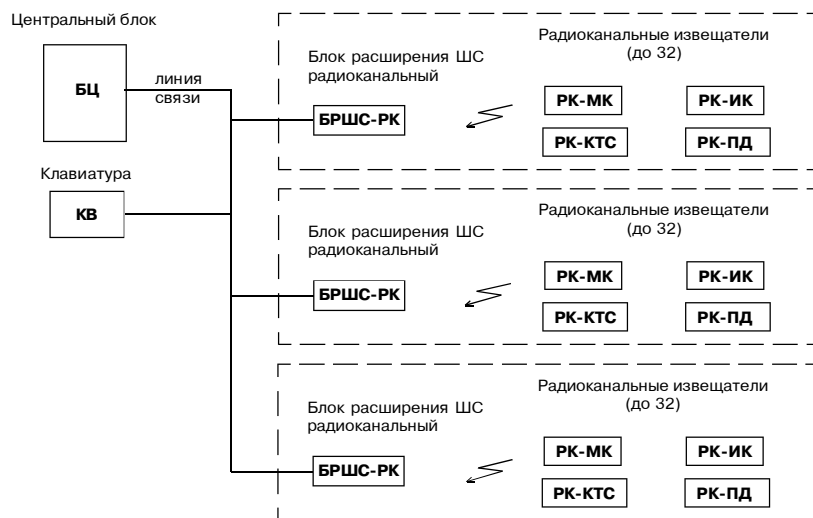 Центральный блок
БЦ
линия
связи
Клавиатура
КВ
Блок расширения ШС
радиоканальный
БРШС-РК
Радиоканальные извещатели
(до 32)
РК-МК
РК-ИК
РК-КТС
РК-ПД
Блок расширения ШС
радиоканальный
БРШС-РК
Радиоканальные извещатели
(до 32)
РК-МК
РК-ИК
РК-КТС
РК-ПД
Блок расширения ШС
радиоканальный
БРШС-РК
Радиоканальные извещатели
(до 32)
РК-МК
РК-ИК
РК-КТС
РК-ПД